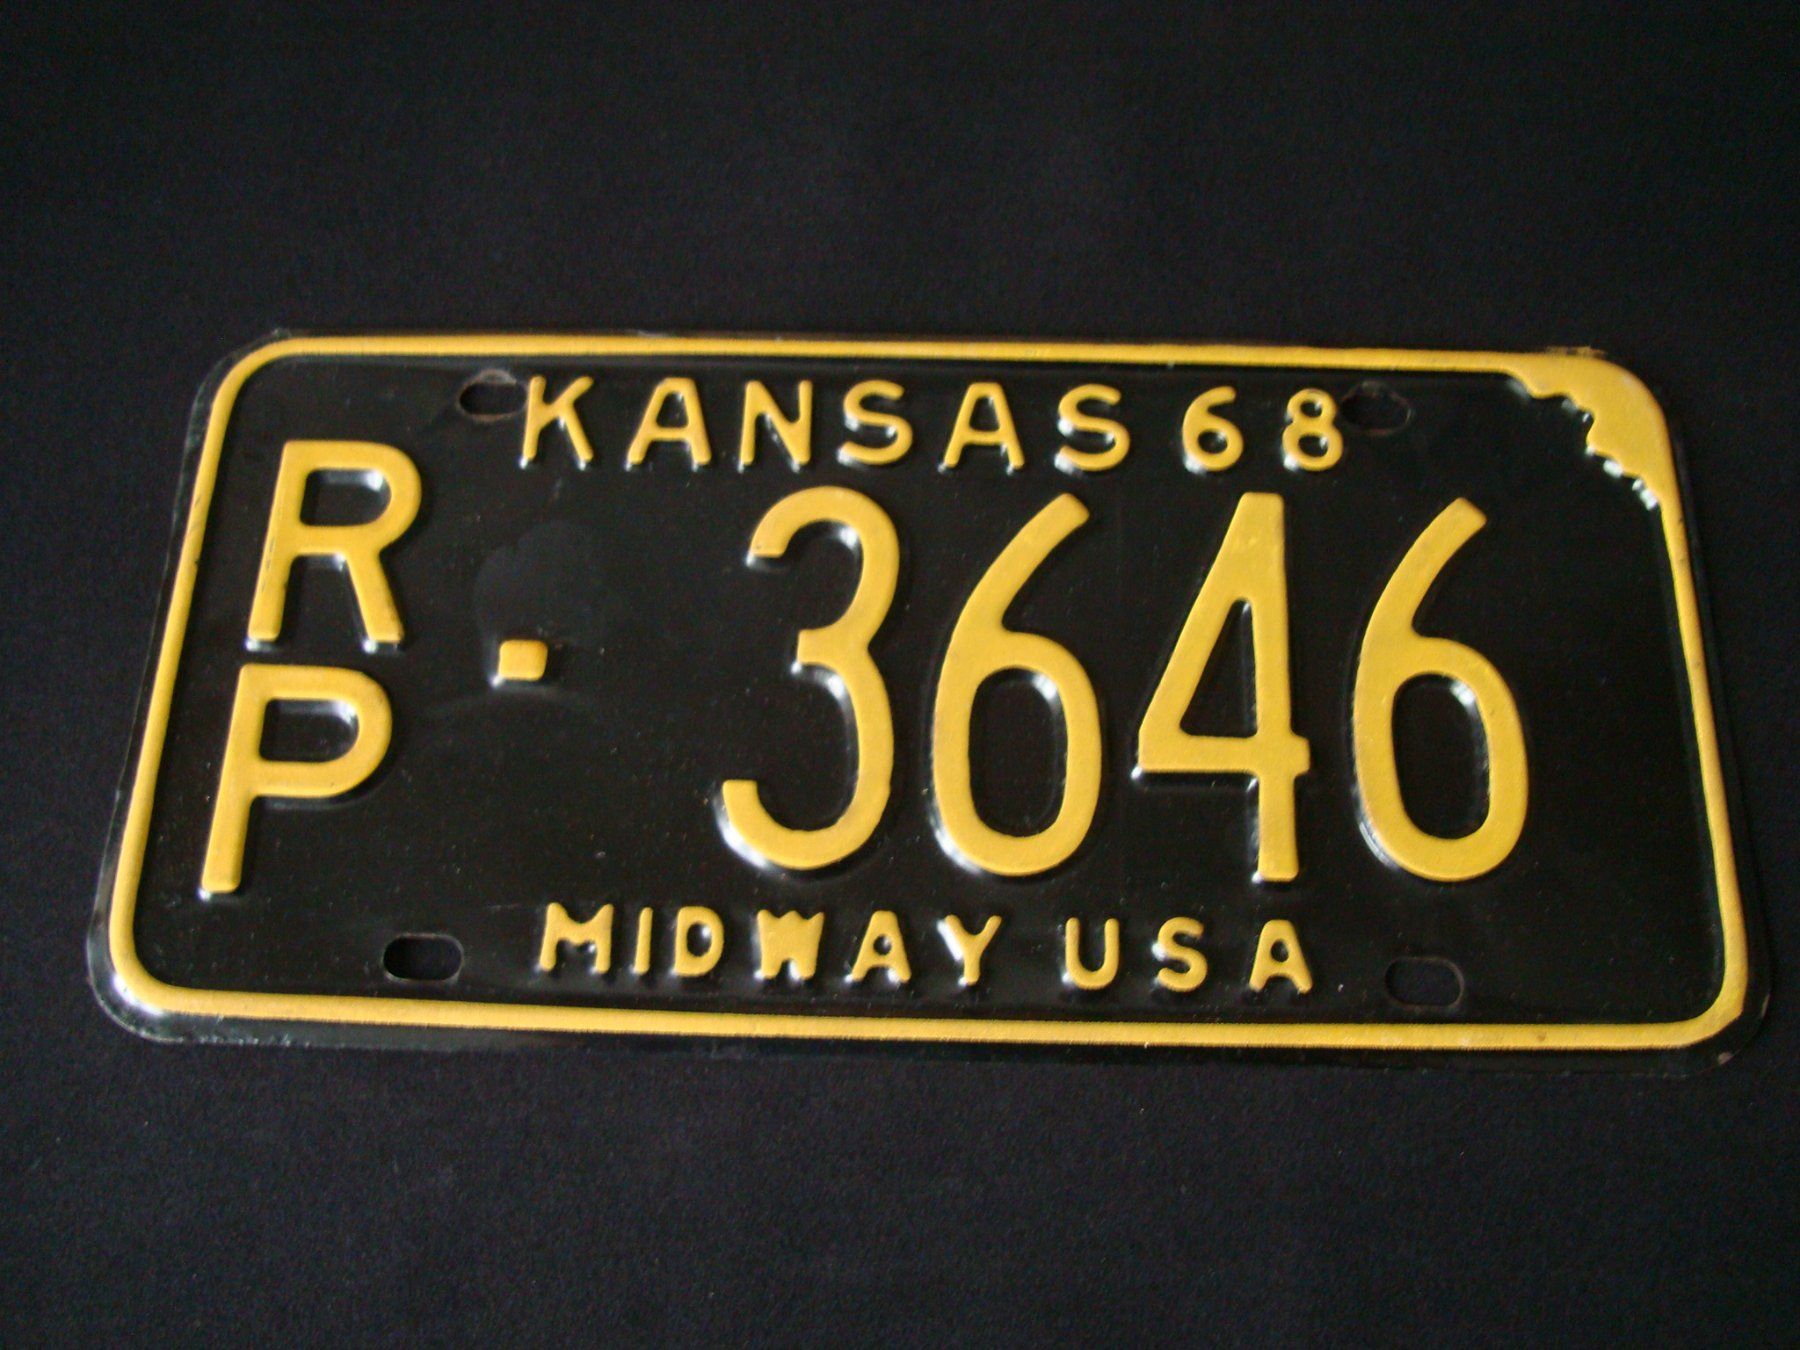 KANSAS 68
RP-3646
MIDWAY USA